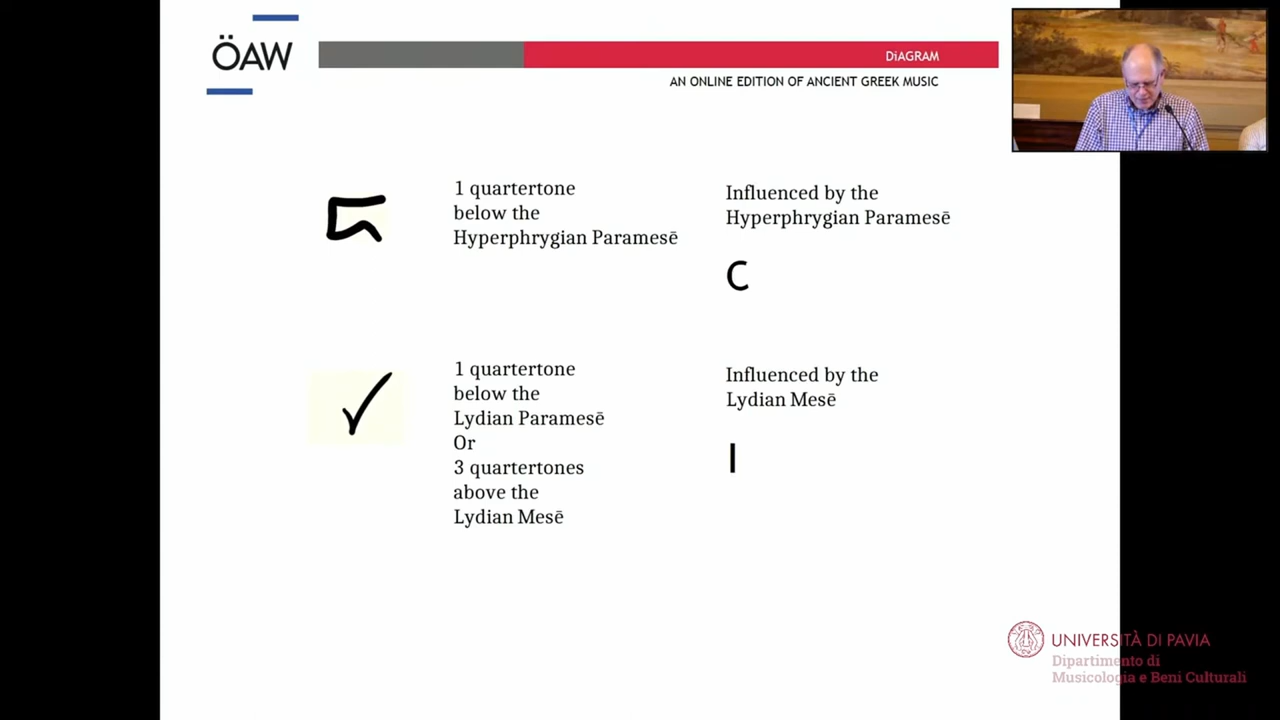 ÖAW
DiAGRAM
AN ONLINE EDITION OF ANCIENT GREEK MUSIC
1 quartertone
below the
Hyperphrygian Paramesē
Influenced by the
Hyperphrygian Paramesē
C
1 quartertone
below the
Lydian Paramesē
Or
3 quartertones
above the
Lydian Mesē
Influenced by the
Lydian Mesē
I
UNIVERSITÀ DI PAVIA
Dipartimento di
Musicologia e Beni Culturali